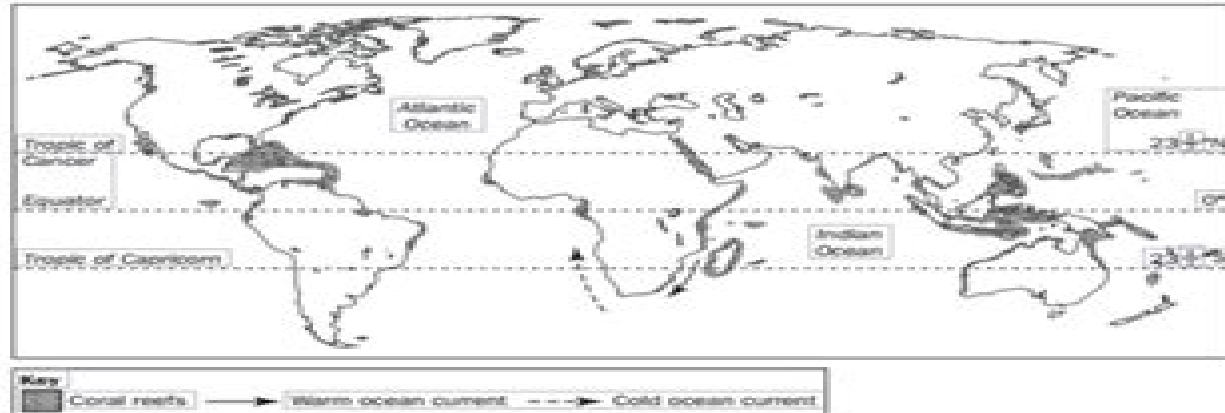 Atlantic
Ocean
Pacific
Ocean
Tropic of
Cancer
Equator
Indian
Ocean
Tropic of Capricorn
Key
Coral reefs
Warm ocean current
Cold ocean current